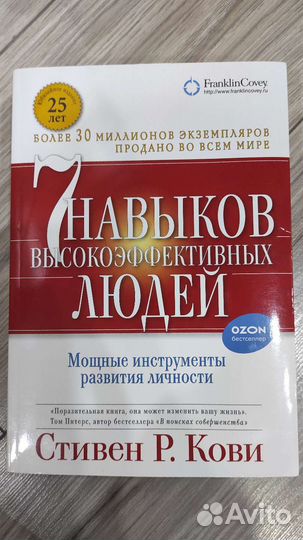 FranklinCovey
http://www.franklincovey.ru
25
ЛЕТ
БОЛЕЕ 30 МИЛЛИОНОВ ЭКЗЕМПЛЯРОВ
ПРОДАНО ВО ВСЕМ МИРЕ
7 НАВЫКОВ
ВЫСОКОЭФФЕКТИВНЫХ
ЛЮДЕЙ
OZON
бестселлер
Мощные инструменты
развития личности
«Поразительная книга, она может изменить вашу жизнь».
Том Питерс, автор бестселлера «В поисках совершенства»
Стивен Р. Кови
Avito